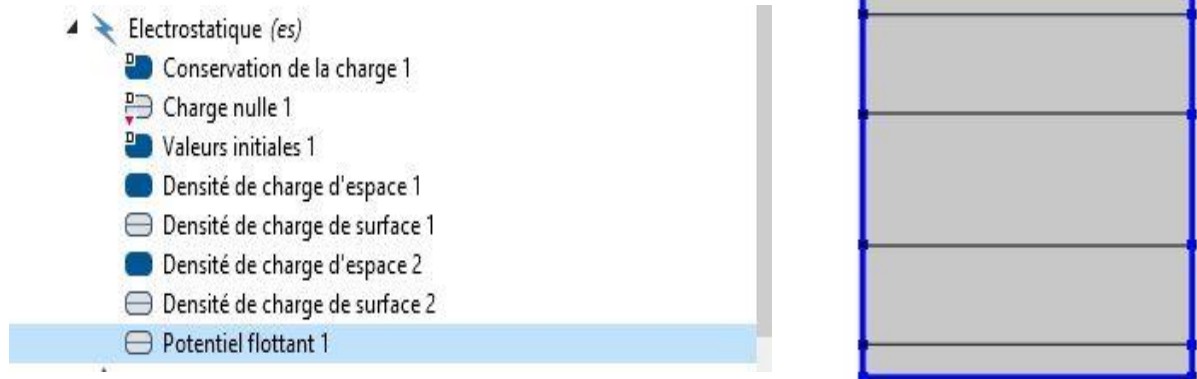 Electrostatique (es)
Conservation de la charge 1
Charge nulle 1
Valeurs initiales 1
Densité de charge d'espace 1
Densité de charge de surface 1
Densité de charge d'espace 2
Densité de charge de surface 2
Potentiel flottant 1